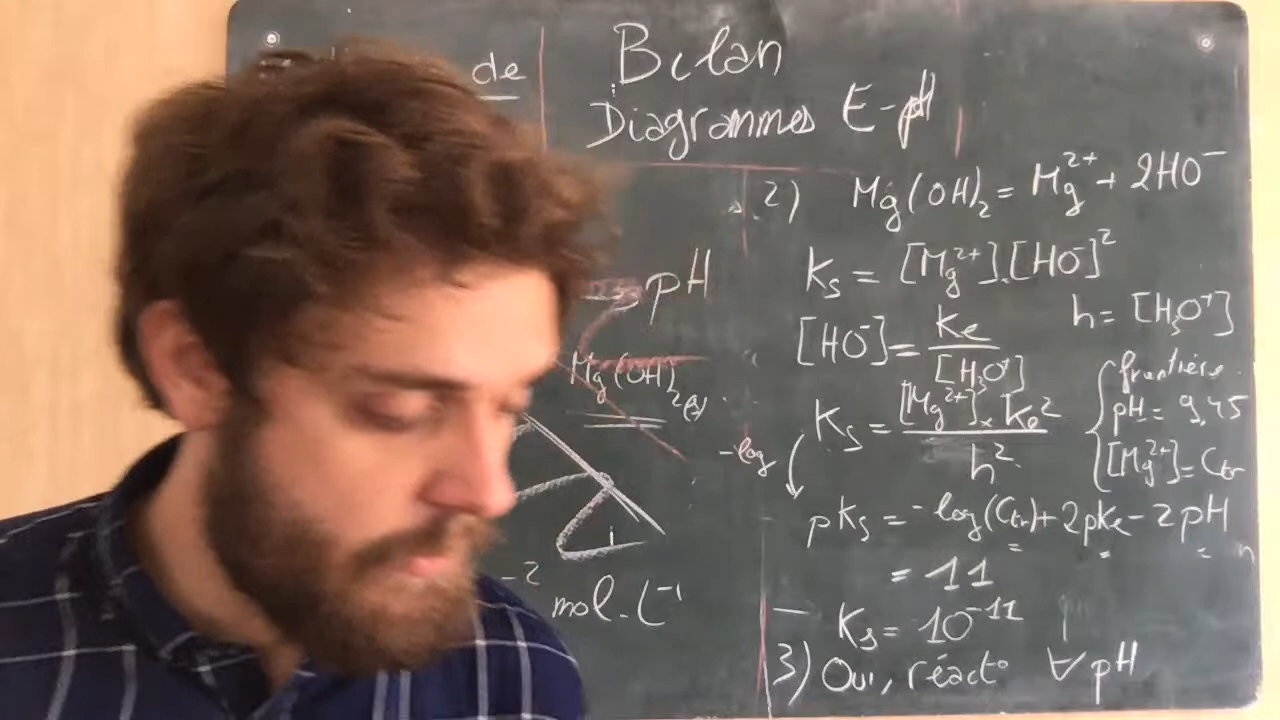 de
Bilan
Diagrammes E-pH
2) Mg(OH)₂ = Mg²⁺ + 2HO⁻
Ks = [Mg²⁺].[HO⁻]²
pH
h = [H₃O⁺]
[HO⁻] = Ke / [H₃O⁺]
Mg(OH)₂(s)
Ks = [Mg²⁺] × Ke² / h²
frontière
pH = 9,45
[Mg²⁺] = Ctr
-log
pKs = -log(Ctr) + 2pKe - 2pH
= 11
-2 mol.L⁻¹
Ks = 10⁻¹¹
3) Oui, réact° ∀ pH